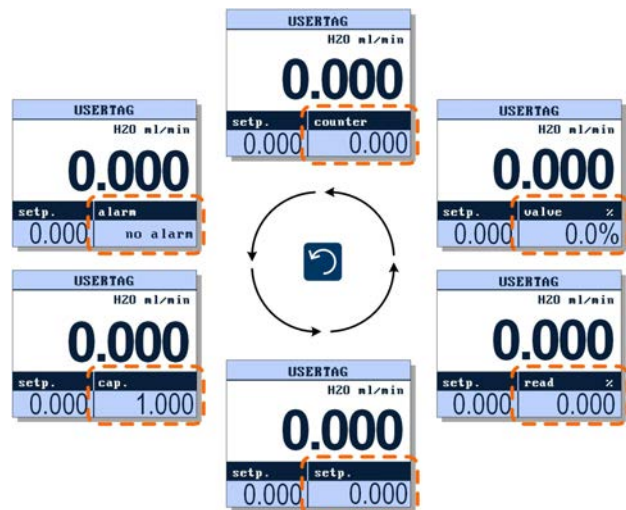 USERTAG
H2O ml/min
0.000
setp. counter
0.000 0.000
USERTAG
H2O ml/min
0.000
setp. alarm
0.000 no alarm
USERTAG
H2O ml/min
0.000
setp. valve %
0.000 0.0%
USERTAG
H2O ml/min
0.000
setp. cap.
0.000 1.000
USERTAG
H2O ml/min
0.000
setp. read %
0.000 0.000
USERTAG
H2O ml/min
0.000
setp. setp.
0.000 0.000